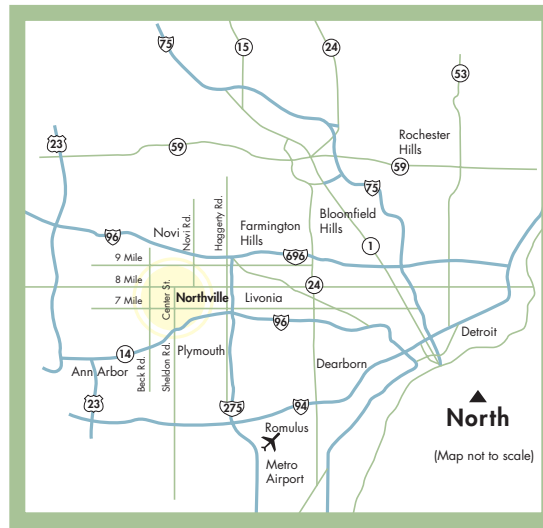 75
15
24
53
23
59
Rochester
Hills
59
75
Novi Rd.
Haggerty Rd.
Farmington
Hills
Bloomfield
Hills
96
Novi
1
696
9 Mile
8 Mile
7 Mile
Center St.
Northville
Livonia
24
96
Detroit
14
Plymouth
Ann Arbor
Beck Rd.
Sheldon Rd.
Dearborn
23
275
94
Romulus
Metro
Airport
North
(Map not to scale)